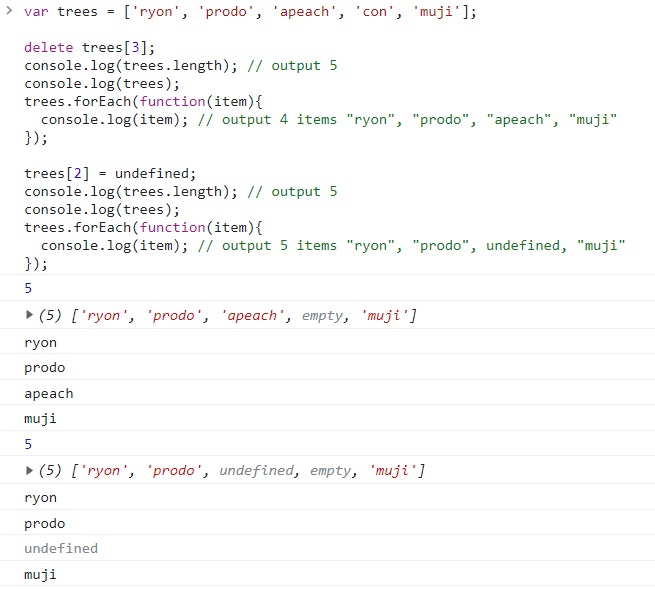 > var trees = ['ryon', 'prodo', 'apeach', 'con', 'muji'];
delete trees[3];
console.log(trees.length); // output 5
console.log(trees);
trees.forEach(function(item){
  console.log(item); // output 4 items "ryon", "prodo", "apeach", "muji"
});
trees[2] = undefined;
console.log(trees.length); // output 5
console.log(trees);
trees.forEach(function(item){
  console.log(item); // output 5 items "ryon", "prodo", undefined, "muji"
});
5
▶ (5) ['ryon', 'prodo', 'apeach', empty, 'muji']
ryon
prodo
apeach
muji
5
▶ (5) ['ryon', 'prodo', undefined, empty, 'muji']
ryon
prodo
undefined
muji